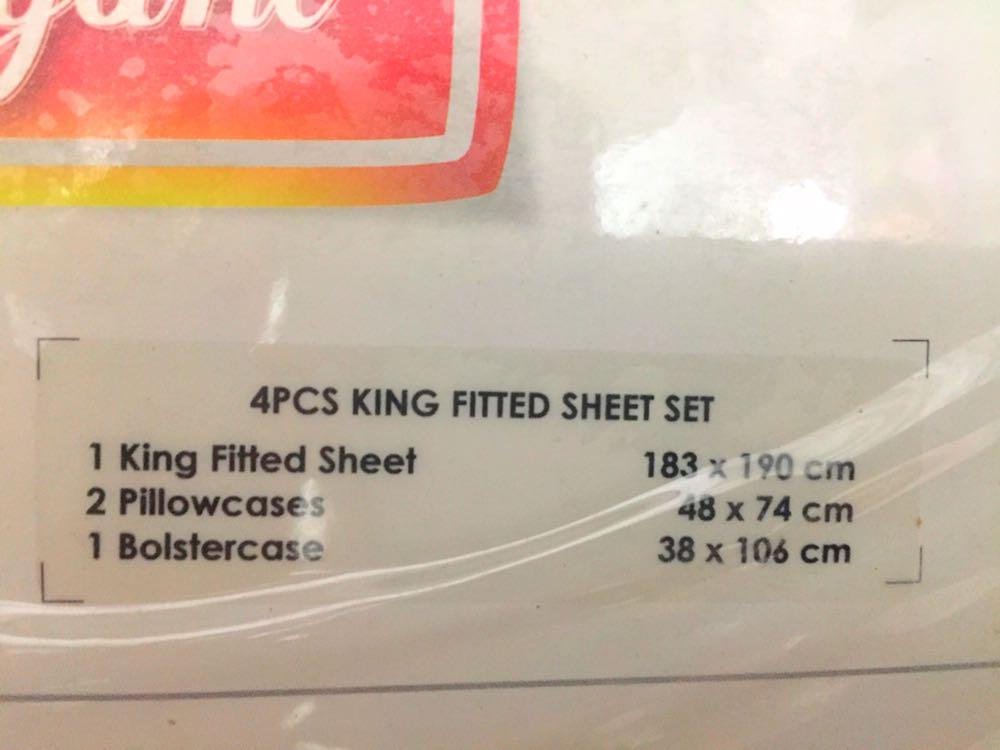 4PCS KING FITTED SHEET SET
1 King Fitted Sheet 183 x 190 cm
2 Pillowcases 48 x 74 cm
1 Bolstercase 38 x 106 cm